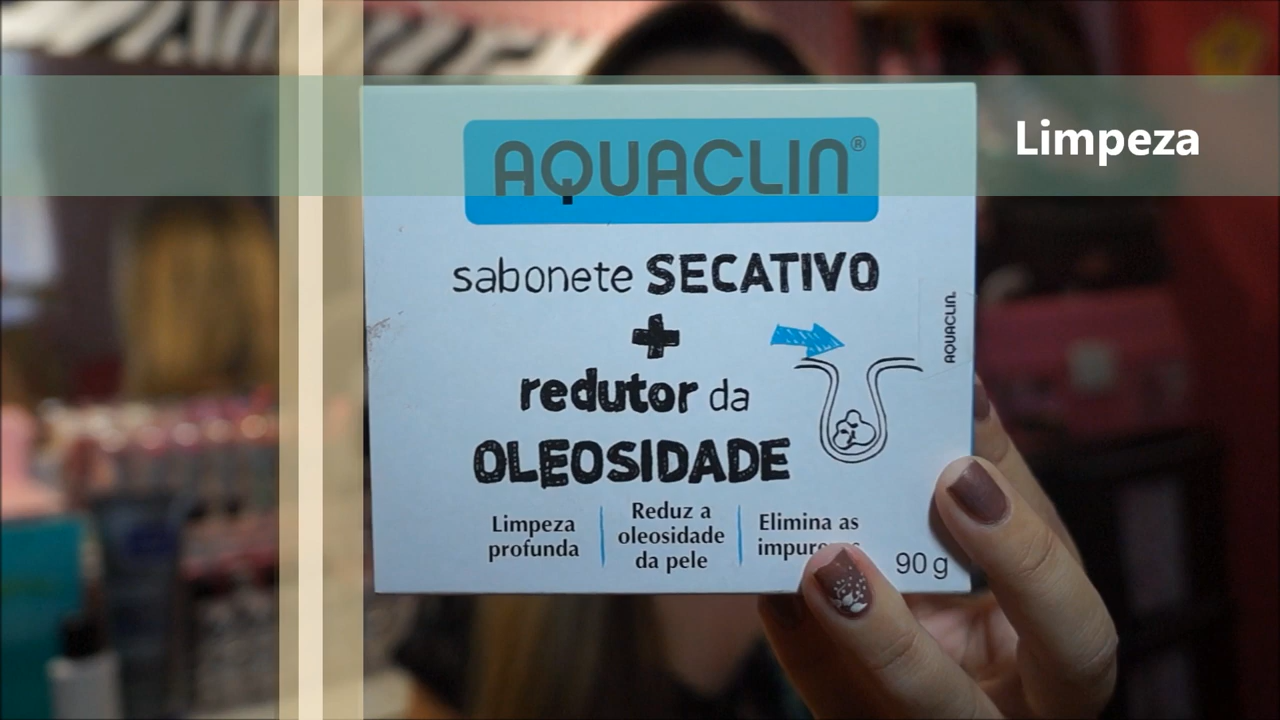 Limpeza
AQUACLIN®
sabonete SECATIVO
+
redutor da
OLEOSIDADE
AQUACLIN
Limpeza
profunda
Reduz a
oleosidade
da pele
Elimina as
90 g